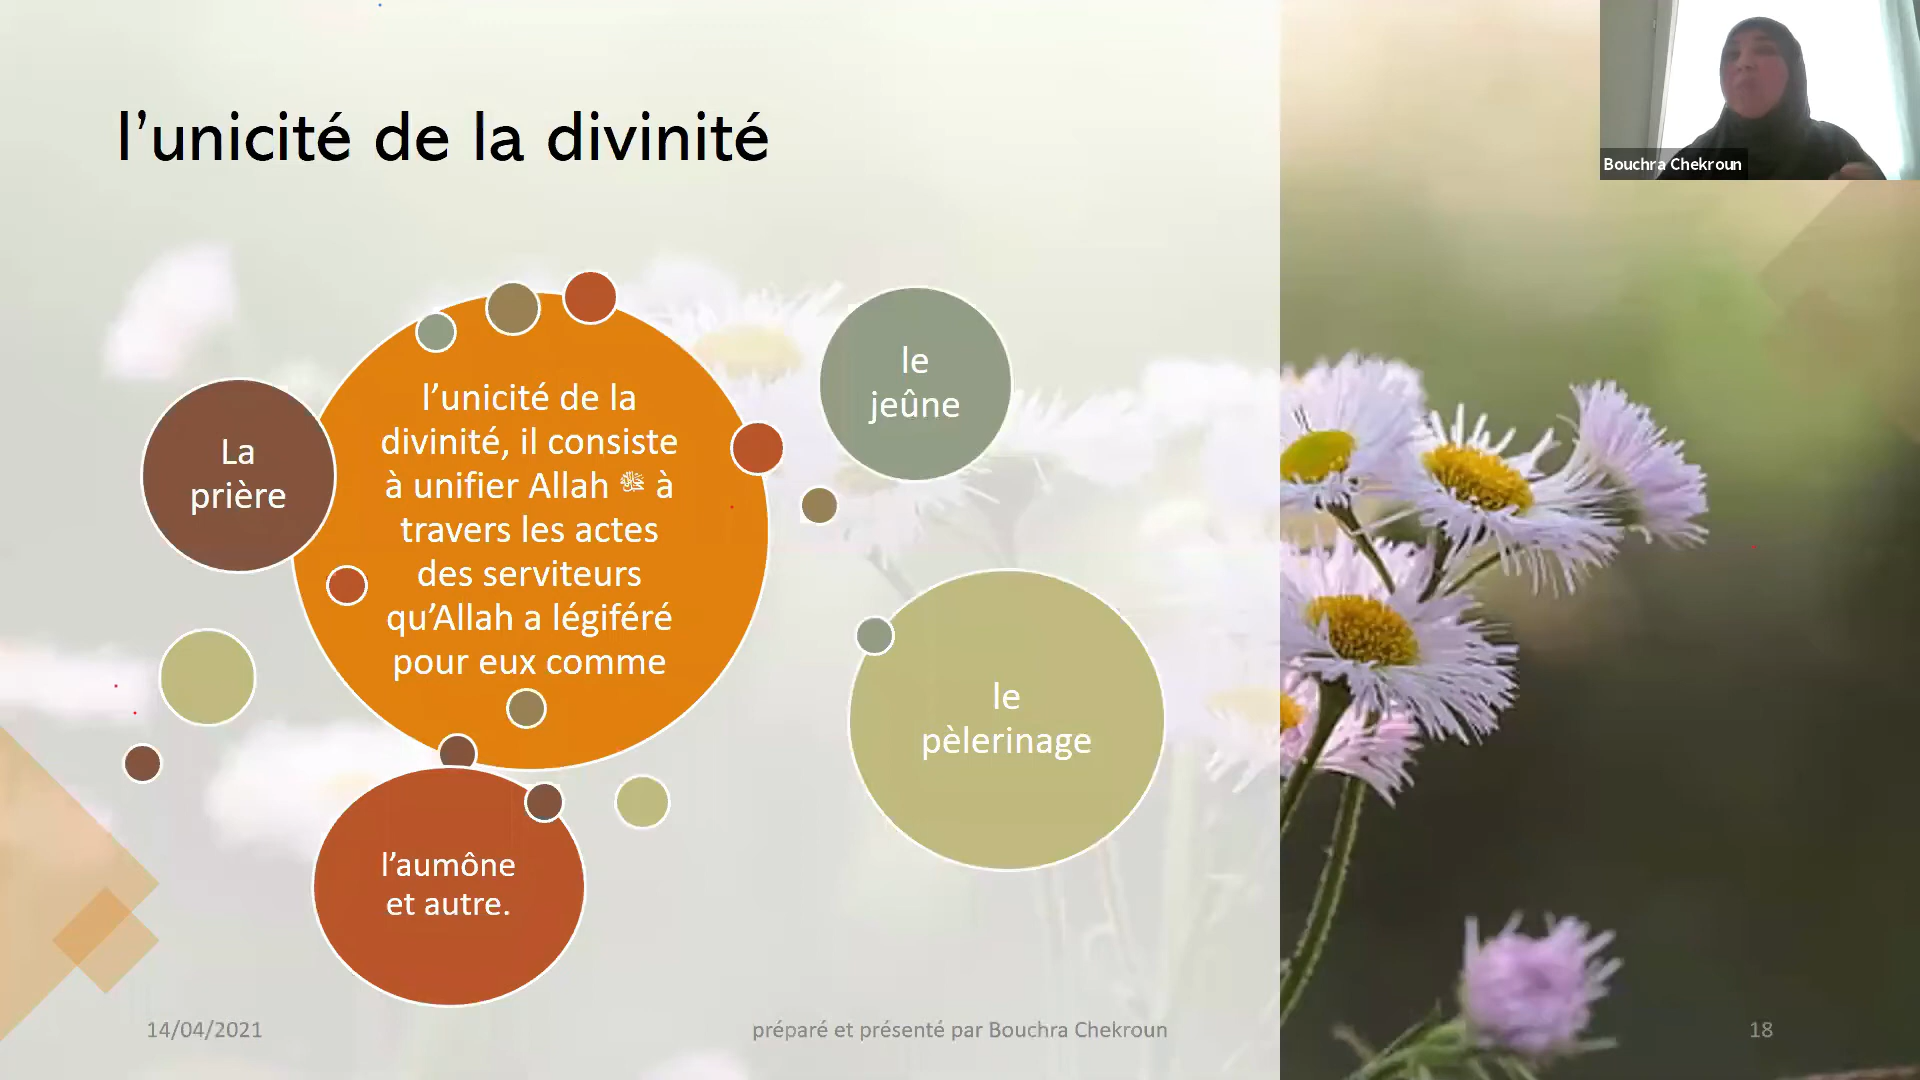 l’unicité de la divinité
Bouchra Chekroun
l’unicité de la
divinité, il consiste
à unifier Allah ﷻ à
travers les actes
des serviteurs
qu’Allah a légiféré
pour eux comme
La
prière
le
jeûne
le
pèlerinage
l’aumône
et autre.
14/04/2021
préparé et présenté par Bouchra Chekroun
18